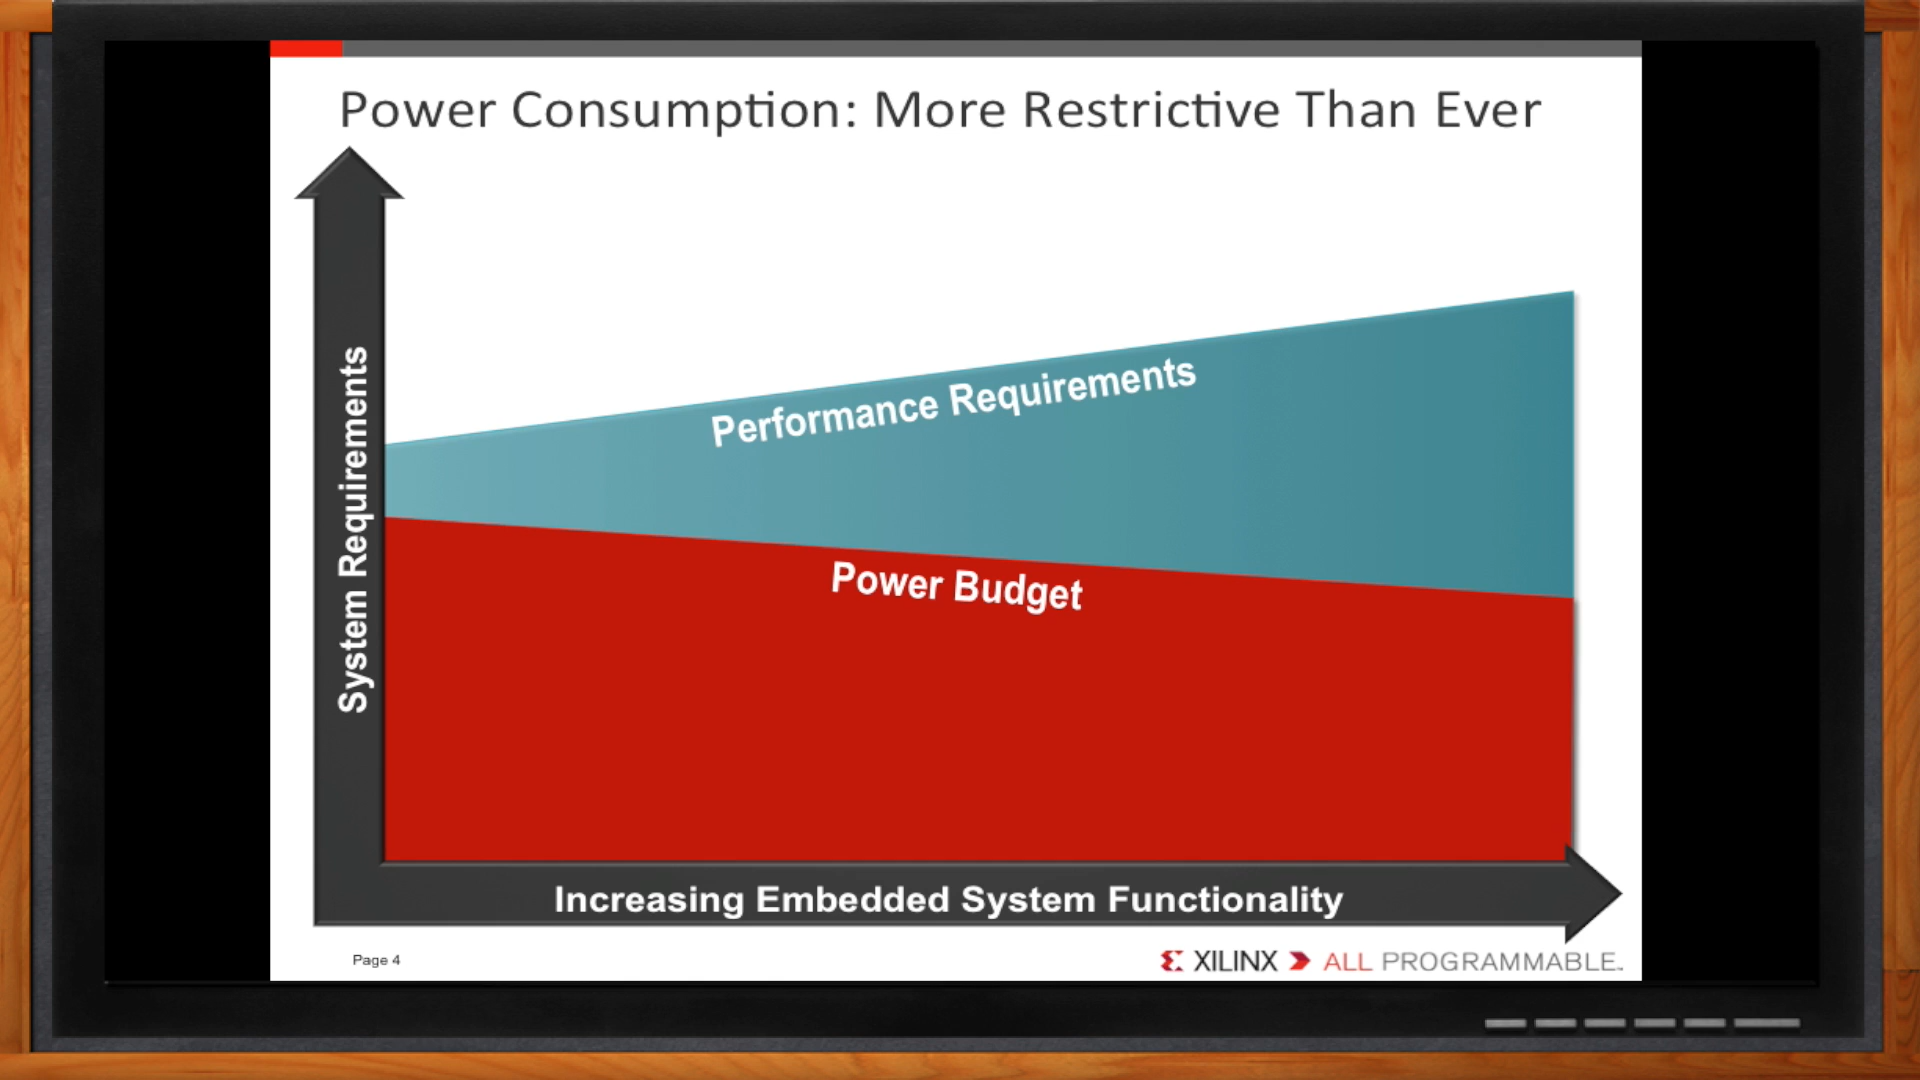 Power Consumption: More Restrictive Than Ever
System Requirements
Performance Requirements
Power Budget
Increasing Embedded System Functionality
Page 4
XILINX ALL PROGRAMMABLE™